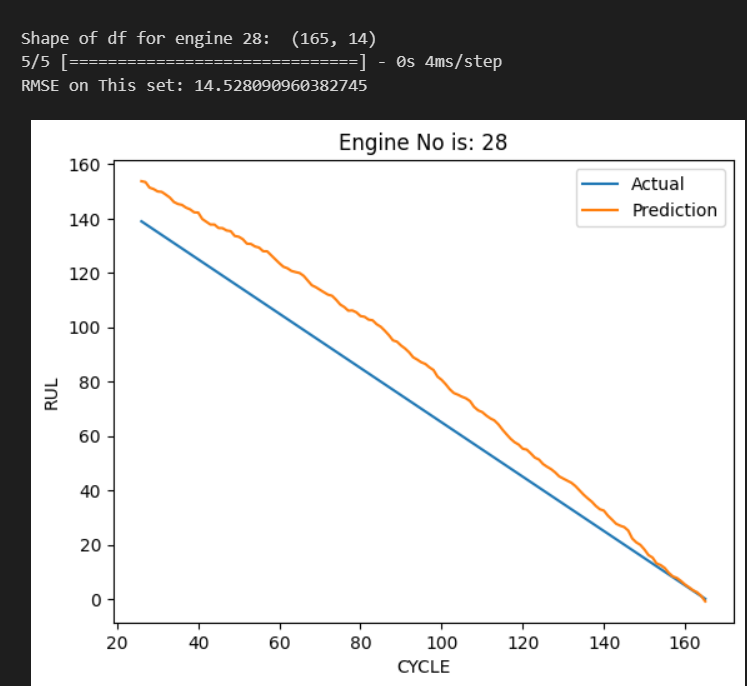 Shape of df for engine 28:  (165, 14)
5/5 [==============================] - 0s 4ms/step
RMSE on This set: 14.528090960382745
Engine No is: 28
Actual
Prediction
160
140
120
100
80
60
40
20
0
RUL
20 40 60 80 100 120 140 160
CYCLE